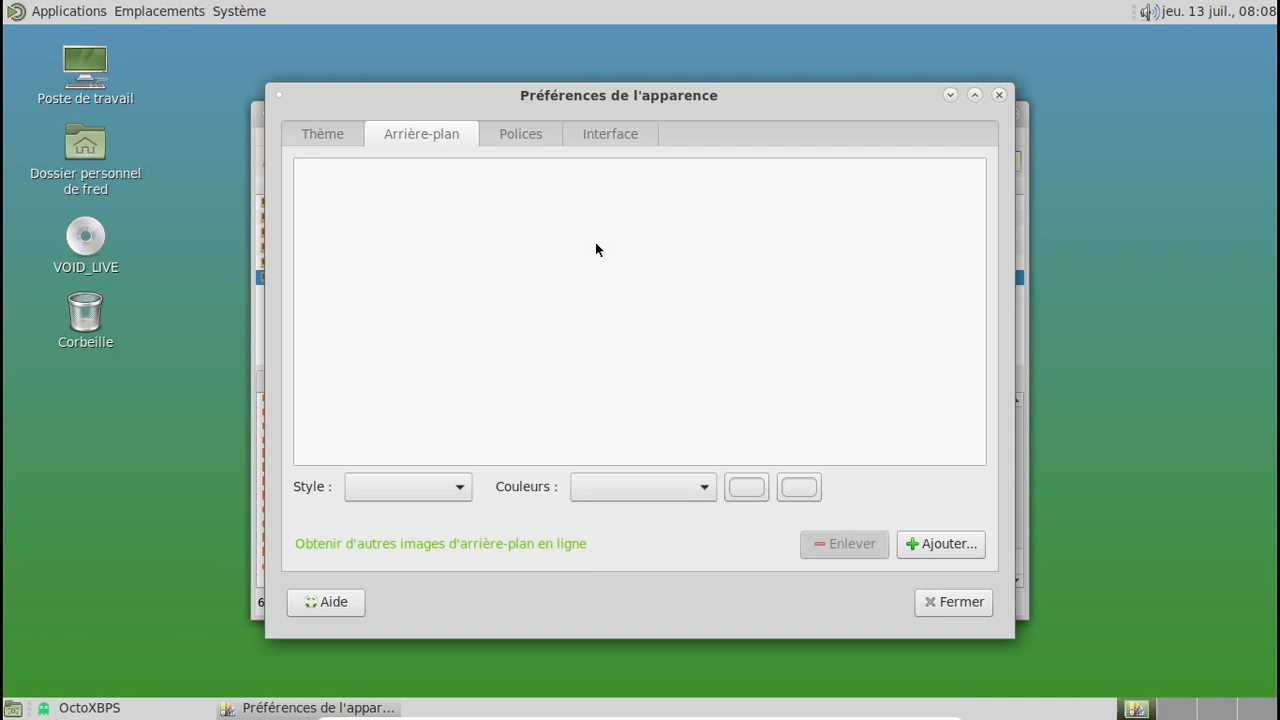 Applications Emplacements Système
jeu. 13 juil., 08:08
Poste de travail
Dossier personnel
de fred
VOID_LIVE
Corbeille
Préférences de l'apparence
Thème
Arrière-plan
Polices
Interface
Style :
Couleurs :
Obtenir d'autres images d'arrière-plan en ligne
Enlever
Ajouter...
Aide
Fermer
6
OctoXBPS
Préférences de l'appar...